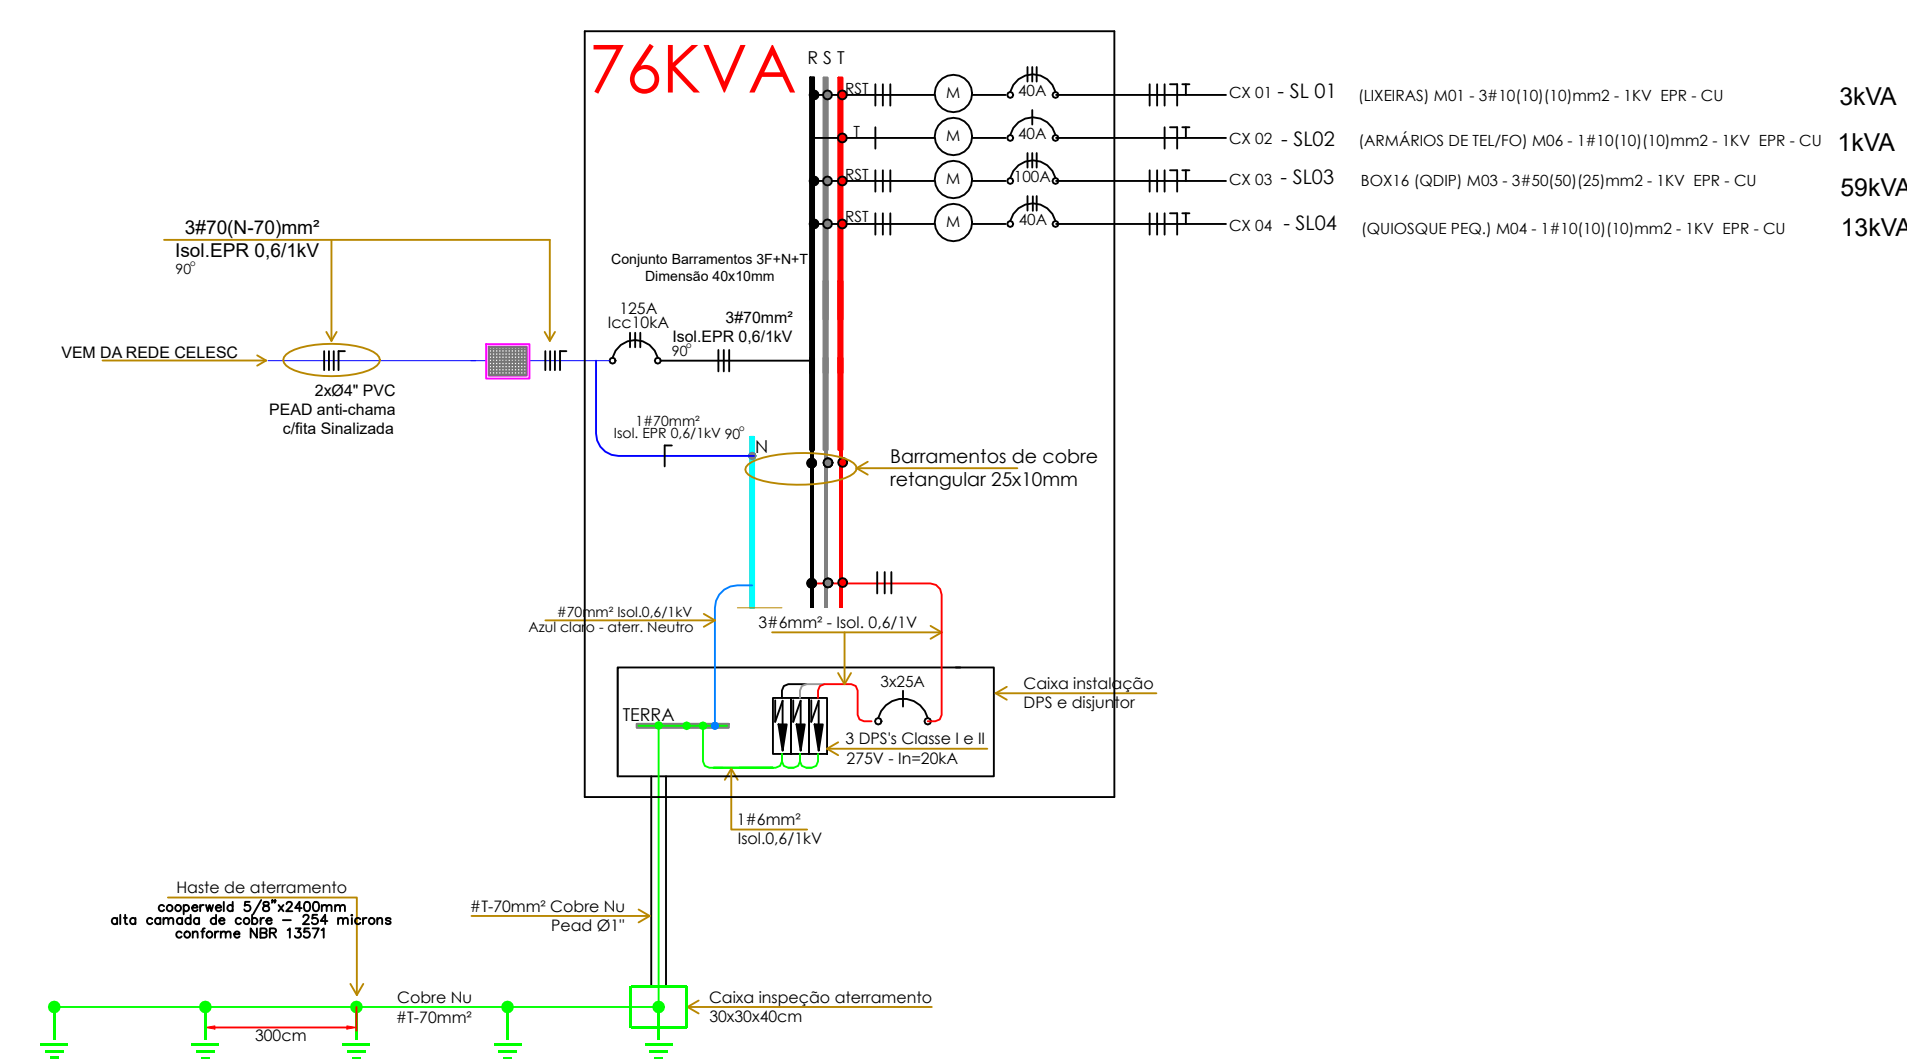 76KVA
R S T
RST
M
40A
CX 01 - SL 01
(LIXEIRAS) M01 - 3#10(10)(10)mm2 - 1KV EPR - CU
3kVA
T
M
40A
CX 02 - SL02
(ARMÁRIOS DE TEL/FO) M06 - 1#10(10)(10)mm2 - 1KV EPR - CU
1kVA
RST
M
100A
CX 03 - SL03
BOX16 (QDIP) M03 - 3#50(50)(25)mm2 - 1KV EPR - CU
59kVA
RST
M
40A
CX 04 - SL04
(QUIOSQUE PEQ.) M04 - 1#10(10)(10)mm2 - 1KV EPR - CU
13kVA
3#70(N-70)mm²
Isol.EPR 0,6/1kV
90°
Conjunto Barramentos 3F+N+T
Dimensão 40x10mm
125A
Icc10kA
3#70mm²
Isol.EPR 0,6/1kV
90°
VEM DA REDE CELESC
2xØ4" PVC
PEAD anti-chama
c/fita Sinalizada
1#70mm²
Isol. EPR 0,6/1kV 90°
N
Barramentos de cobre
retangular 25x10mm
#70mm² Isol.0,6/1kV
Azul claro - aterr. Neutro
3#6mm² - Isol. 0,6/1V
Caixa instalação
DPS e disjuntor
3x25A
TERRA
3 DPS's Classe I e II
275V - In=20kA
1#6mm²
Isol.0,6/1kV
Haste de aterramento
cooperweld 5/8"x2400mm
alta camada de cobre – 254 microns
conforme NBR 13571
#T-70mm² Cobre Nu
Pead Ø1"
Cobre Nu
#T-70mm²
300cm
Caixa inspeção aterramento
30x30x40cm